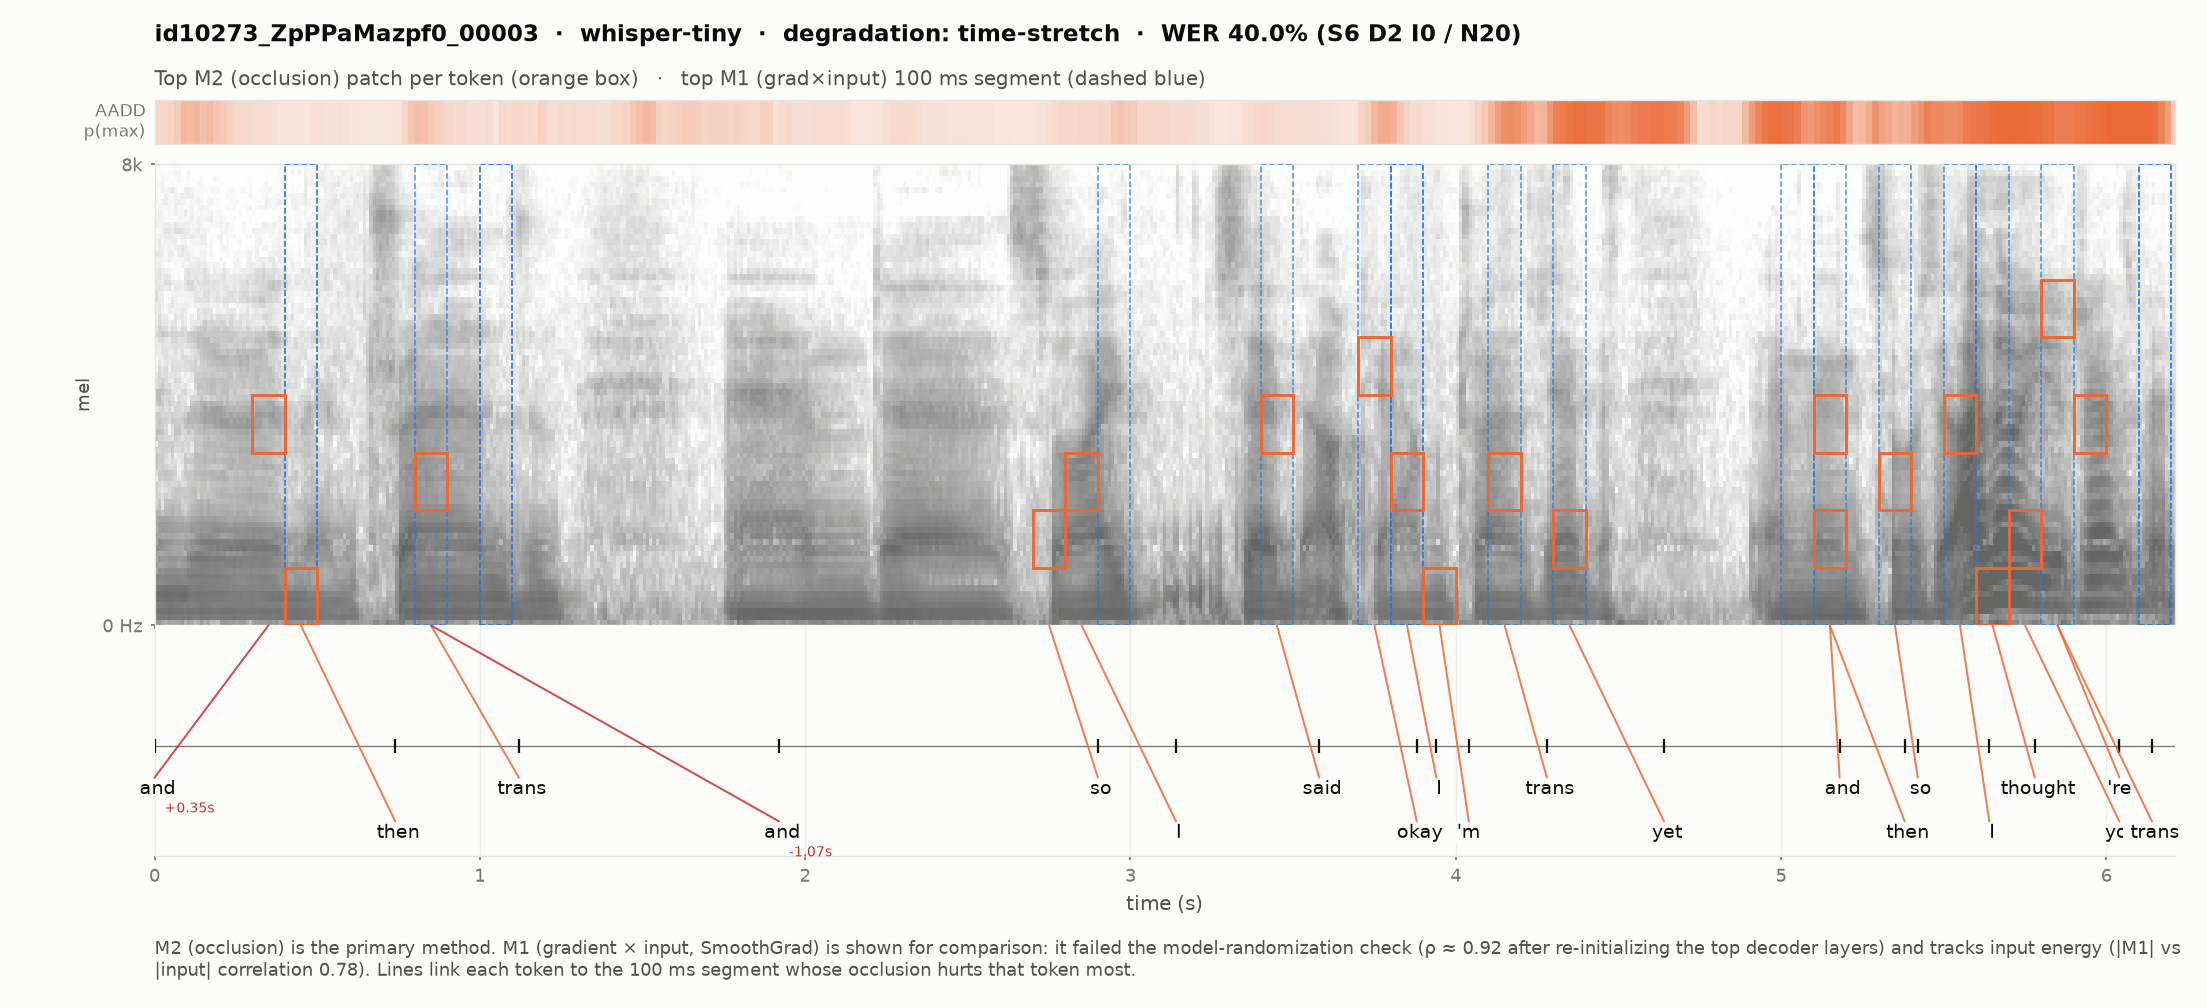 id10273_ZpPPaMazpf0_00003 · whisper-tiny · degradation: time-stretch · WER 40.0% (S6 D2 I0 / N20)
Top M2 (occlusion) patch per token (orange box) · top M1 (grad×input) 100 ms segment (dashed blue)
AADD
p(max)
8k
mel
0 Hz
and trans so said I trans and so thought 're
+0.35s
then and I okay 'm yet then I trans
-1.07s
0 1 2 3 4 5 6
time (s)
M2 (occlusion) is the primary method. M1 (gradient × input, SmoothGrad) is shown for comparison: it failed the model-randomization check (ρ ≈ 0.92 after re-initializing the top decoder layers) and tracks input energy (|M1| vs
|input| correlation 0.78). Lines link each token to the 100 ms segment whose occlusion hurts that token most.